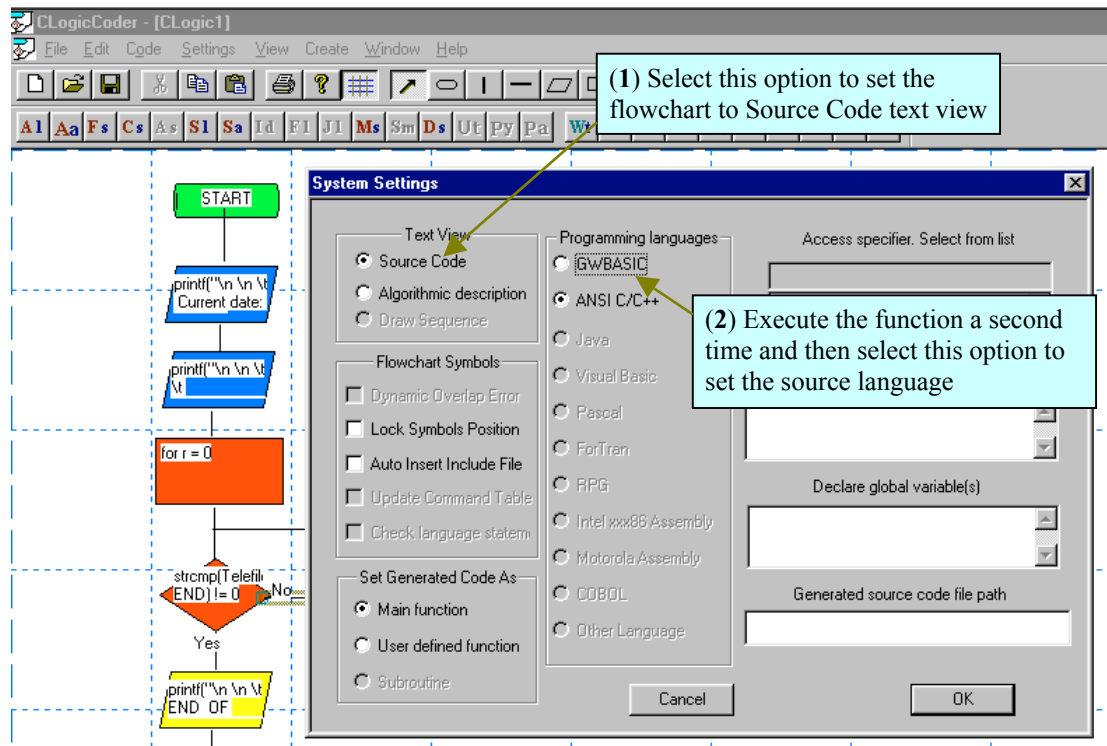 CLogicCoder - [CLogic1]
File Edit Code Settings View Create Window Help
(1) Select this option to set the
flowchart to Source Code text view
A1 Aa Fs Cs As S1 Sa Id F1 J1 Ms Sm Ds Ut Py Pa Wt
START
printf("\n \n \t
Current date:
printf("\n \n \t
\t
for r = 0
strcmp(Telefil
END) != 0
No
Yes
printf("\n \n \t
END OF
System Settings
Text View
Source Code
Algorithmic description
Draw Sequence
Flowchart Symbols
Dynamic Overlap Error
Lock Symbols Position
Auto Insert Include File
Update Command Table
Check language statem
Set Generated Code As
Main function
User defined function
Subroutine
Programming languages
GWBASIC
ANSI C/C++
Java
Visual Basic
Pascal
ForTran
RPG
Intel xxx86 Assembly
Motorola Assembly
COBOL
Other Language
Access specifier. Select from list
(2) Execute the function a second
time and then select this option to
set the source language
Declare global variable(s)
Generated source code file path
Cancel
OK